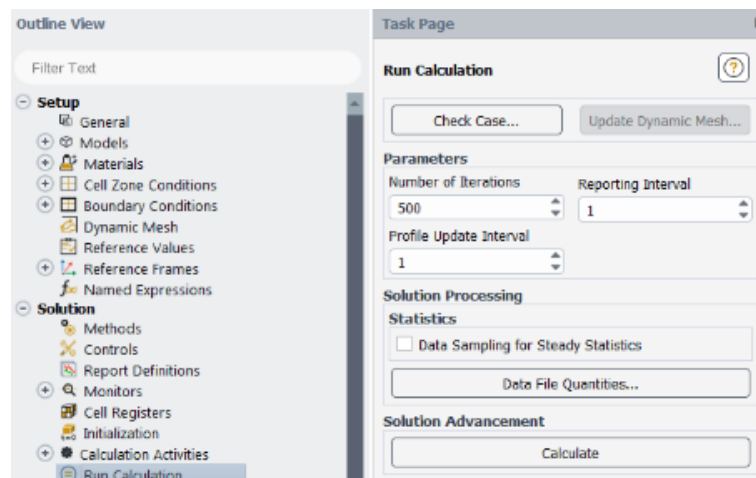 Outline View
Filter Text
Setup
General
Models
Materials
Cell Zone Conditions
Boundary Conditions
Dynamic Mesh
Reference Values
Reference Frames
Named Expressions
Solution
Methods
Controls
Report Definitions
Monitors
Cell Registers
Initialization
Calculation Activities
Run Calculation
Task Page
Run Calculation
?
Check Case... Update Dynamic Mesh...
Parameters
Number of Iterations Reporting Interval
500 1
Profile Update Interval
1
Solution Processing
Statistics
Data Sampling for Steady Statistics
Data File Quantities...
Solution Advancement
Calculate